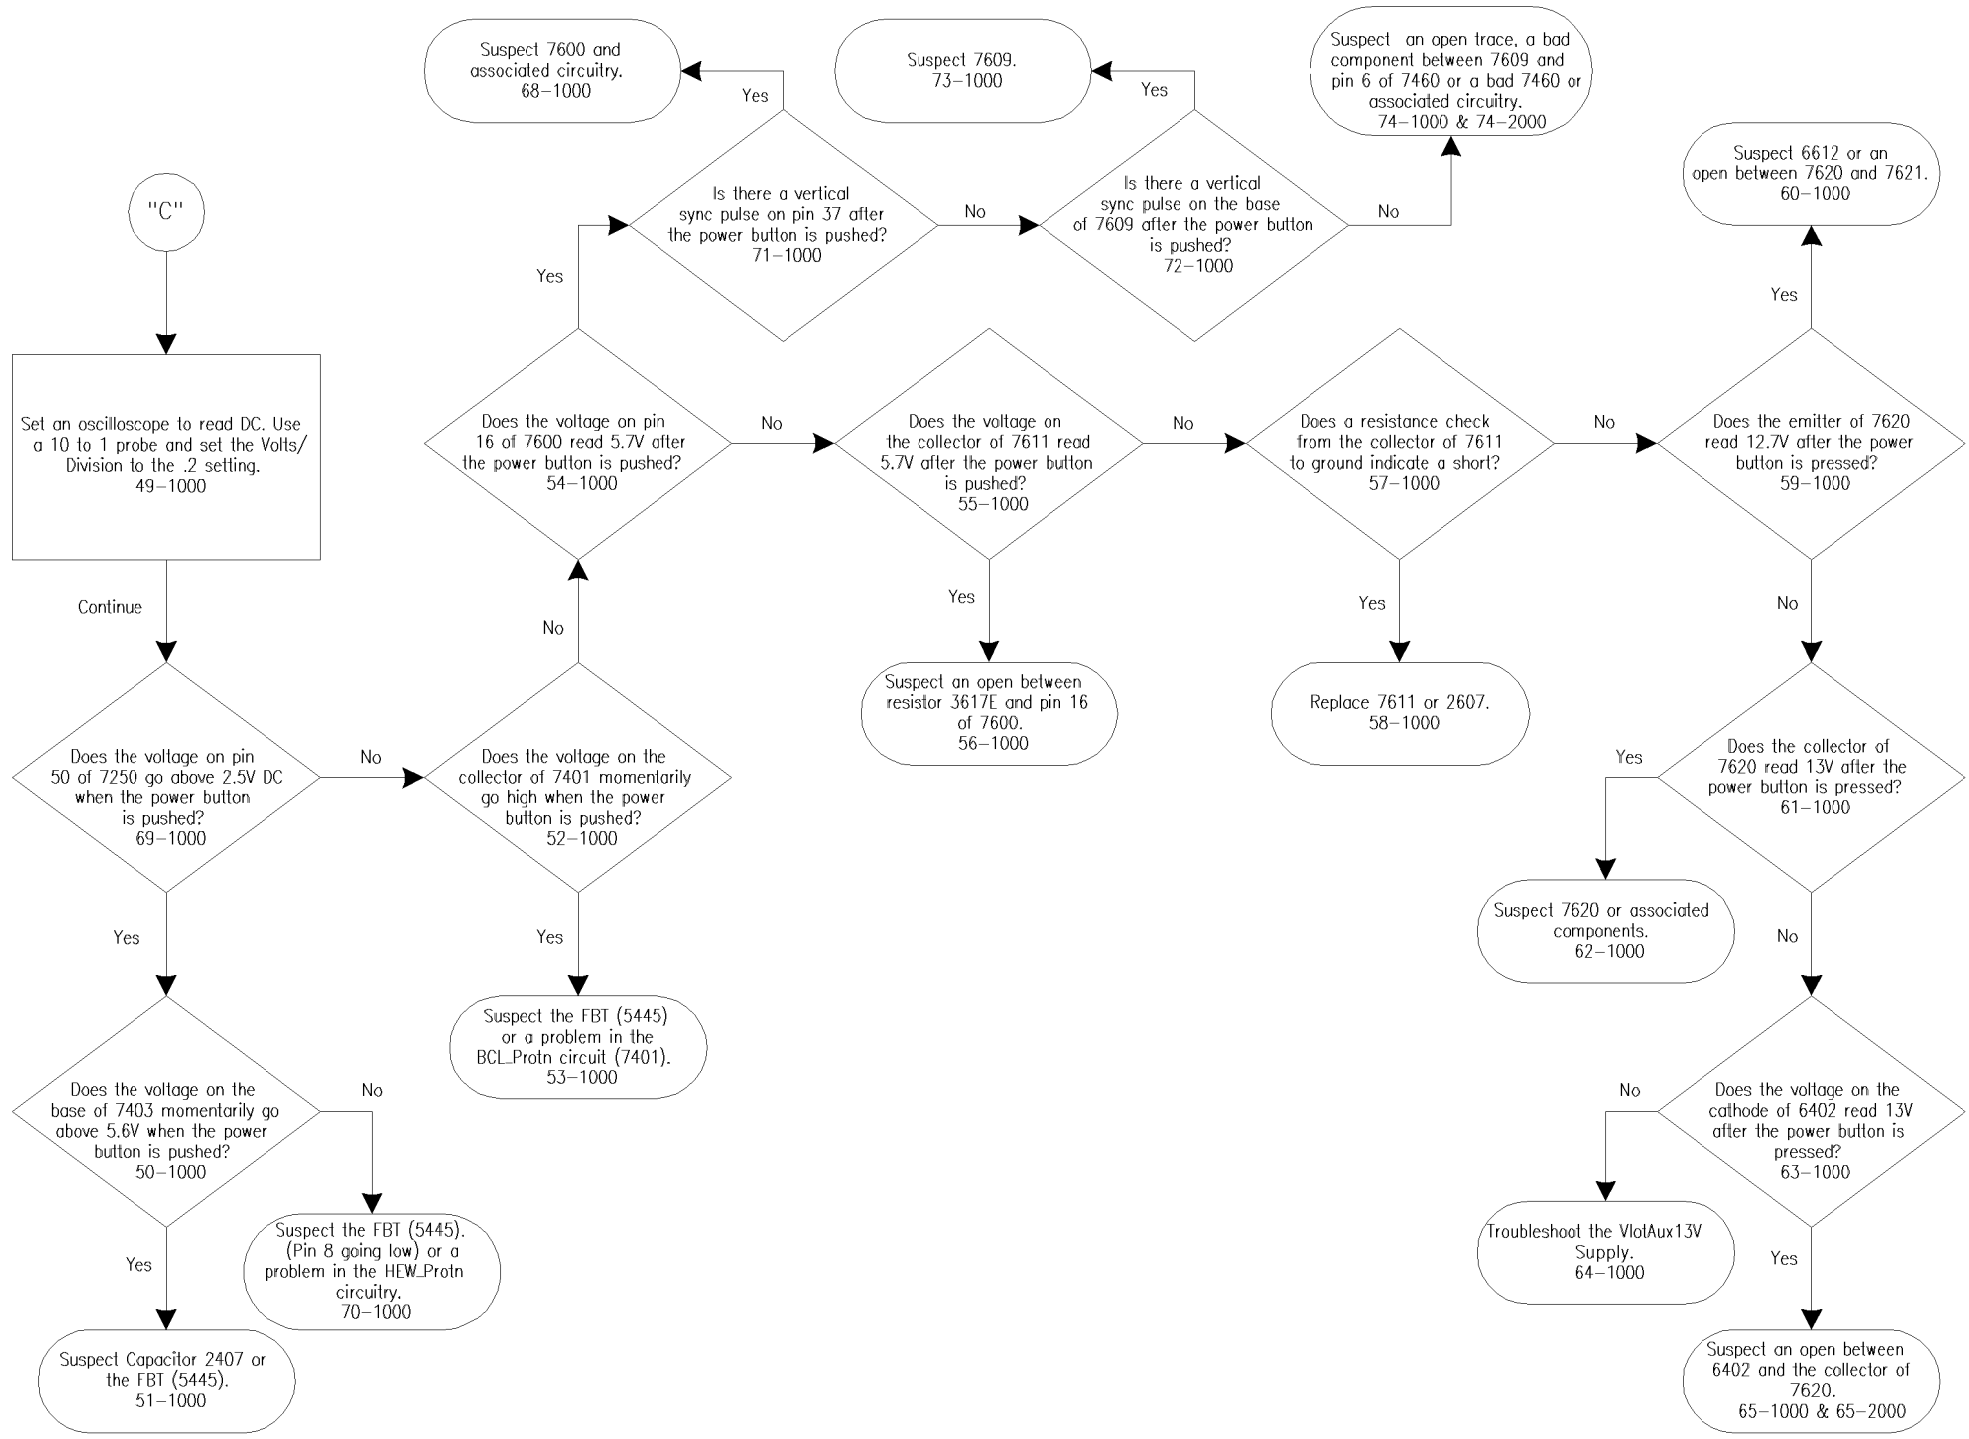 "C"
Set an oscilloscope to read DC. Use
a 10 to 1 probe and set the Volts/
Division to the .2 setting.
49-1000
Continue
Does the voltage on pin
50 of 7250 go above 2.5V DC
when the power button
is pushed?
69-1000
No
Yes
Does the voltage on the
base of 7403 momentarily go
above 5.6V when the power
button is pushed?
50-1000
No
Suspect the FBT (5445).
(Pin 8 going low) or a
problem in the HEW_Protn
circuitry.
70-1000
Yes
Suspect Capacitor 2407 or
the FBT (5445).
51-1000
Does the voltage on the
collector of 7401 momentarily
go high when the power
button is pushed?
52-1000
Yes
Suspect the FBT (5445)
or a problem in the
BCL_Protn circuit (7401).
53-1000
No
Does the voltage on pin
16 of 7600 read 5.7V after
the power button is pushed?
54-1000
Yes
Is there a vertical
sync pulse on pin 37 after
the power button is pushed?
71-1000
Yes
Suspect 7600 and
associated circuitry.
68-1000
No
Is there a vertical
sync pulse on the base
of 7609 after the power button
is pushed?
72-1000
Yes
Suspect 7609.
73-1000
No
Suspect an open trace, a bad
component between 7609 and
pin 6 of 7460 or a bad 7460 or
associated circuitry.
74-1000 & 74-2000
No
Does the voltage on
the collector of 7611 read
5.7V after the power button
is pushed?
55-1000
Yes
Suspect an open between
resistor 3617E and pin 16
of 7600.
56-1000
No
Does a resistance check
from the collector of 7611
to ground indicate a short?
57-1000
Yes
Replace 7611 or 2607.
58-1000
No
Does the emitter of 7620
read 12.7V after the power
button is pressed?
59-1000
Yes
Suspect 6612 or an
open between 7620 and 7621.
60-1000
No
Does the collector of
7620 read 13V after the
power button is pressed?
61-1000
Yes
Suspect 7620 or associated
components.
62-1000
No
Does the voltage on the
cathode of 6402 read 13V
after the power button is
pressed?
63-1000
No
Troubleshoot the VlotAux13V
Supply.
64-1000
Yes
Suspect an open between
6402 and the collector of
7620.
65-1000 & 65-2000